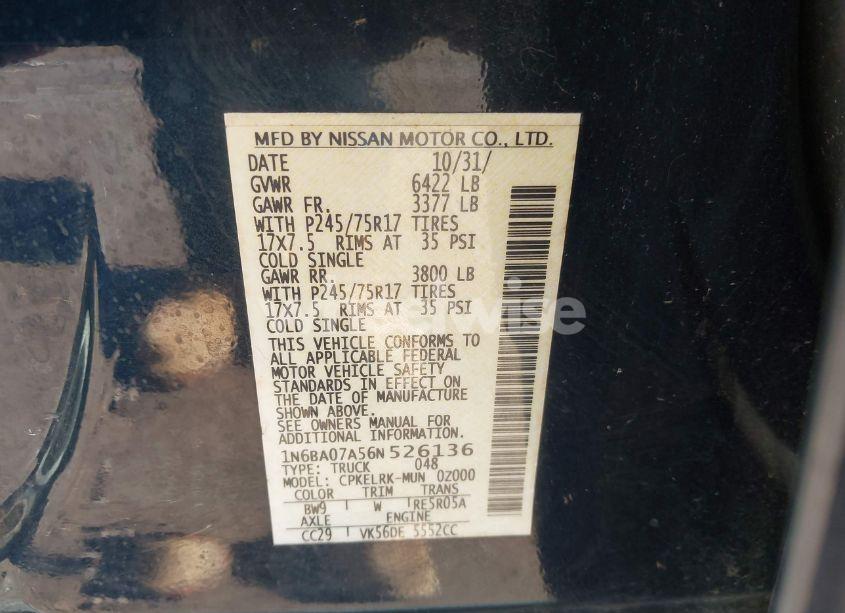 MFD BY NISSAN MOTOR CO., LTD.
DATE 10/31/
GVWR 6422 LB
GAWR FR. 3377 LB
WITH P245/75R17 TIRES
17X7.5 RIMS AT 35 PSI
COLD SINGLE
GAWR RR. 3800 LB
WITH P245/75R17 TIRES
17X7.5 RIMS AT 35 PSI
COLD SINGLE
THIS VEHICLE CONFORMS TO
ALL APPLICABLE FEDERAL
MOTOR VEHICLE SAFETY
STANDARDS IN EFFECT ON
THE DATE OF MANUFACTURE
SHOWN ABOVE.
SEE OWNERS MANUAL FOR
ADDITIONAL INFORMATION.
1N6BA07A56N526136
TYPE: TRUCK 048
MODEL: CPKELRK-MUN 0Z000
COLOR TRIM TRANS
BW9 W RE5R05A
AXLE ENGINE
CC29 VK56DE 5552CC